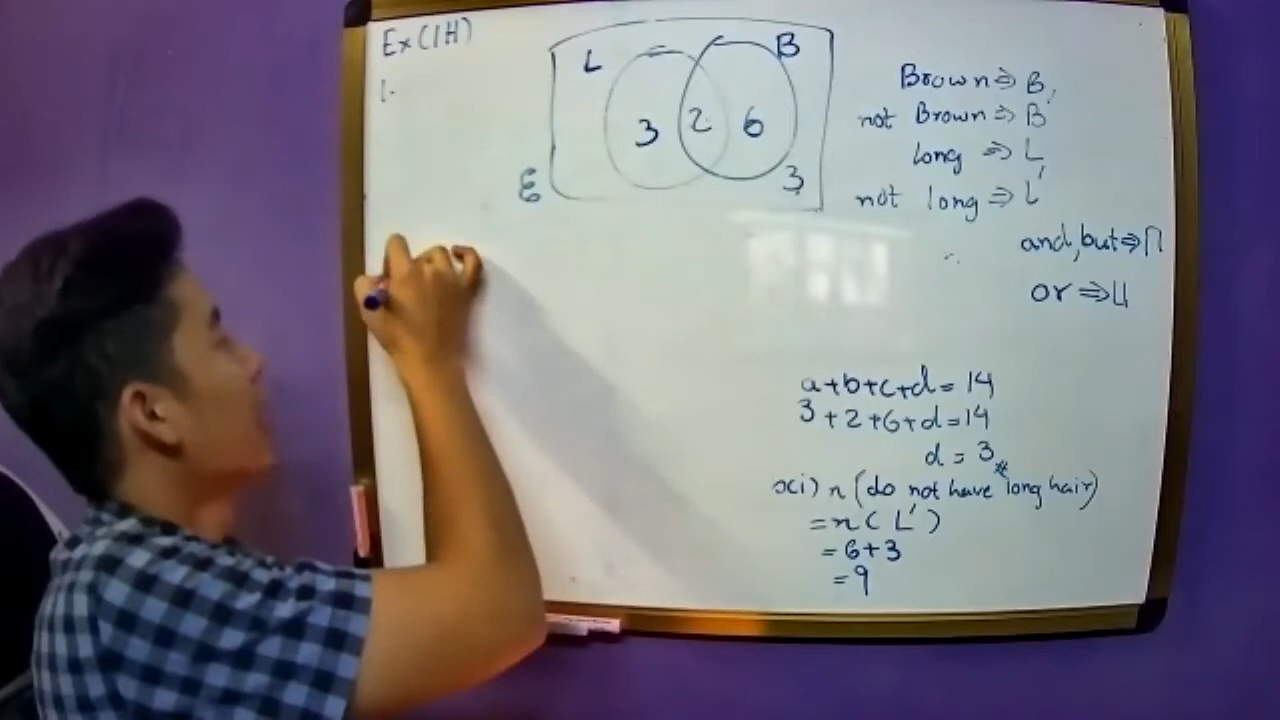 Ex(1H)
1.
L
B
3 2 6
3
ℰ
Brown ⇒ B,
not Brown ⇒ B'
long ⇒ L
not long ⇒ L'
and, but ⇒ ∩
or ⇒ U
a+b+c+d = 14
3+2+6+d=14
d = 3
xi) n (do not have long hair)
= n( L' )
= 6+3
= 9